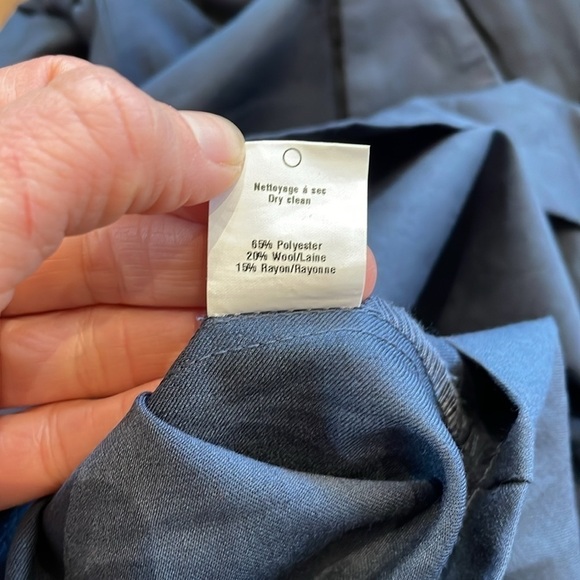 Nettoyage à sec
Dry clean
65% Polyester
20% Wool/Laine
15% Rayon/Rayonne